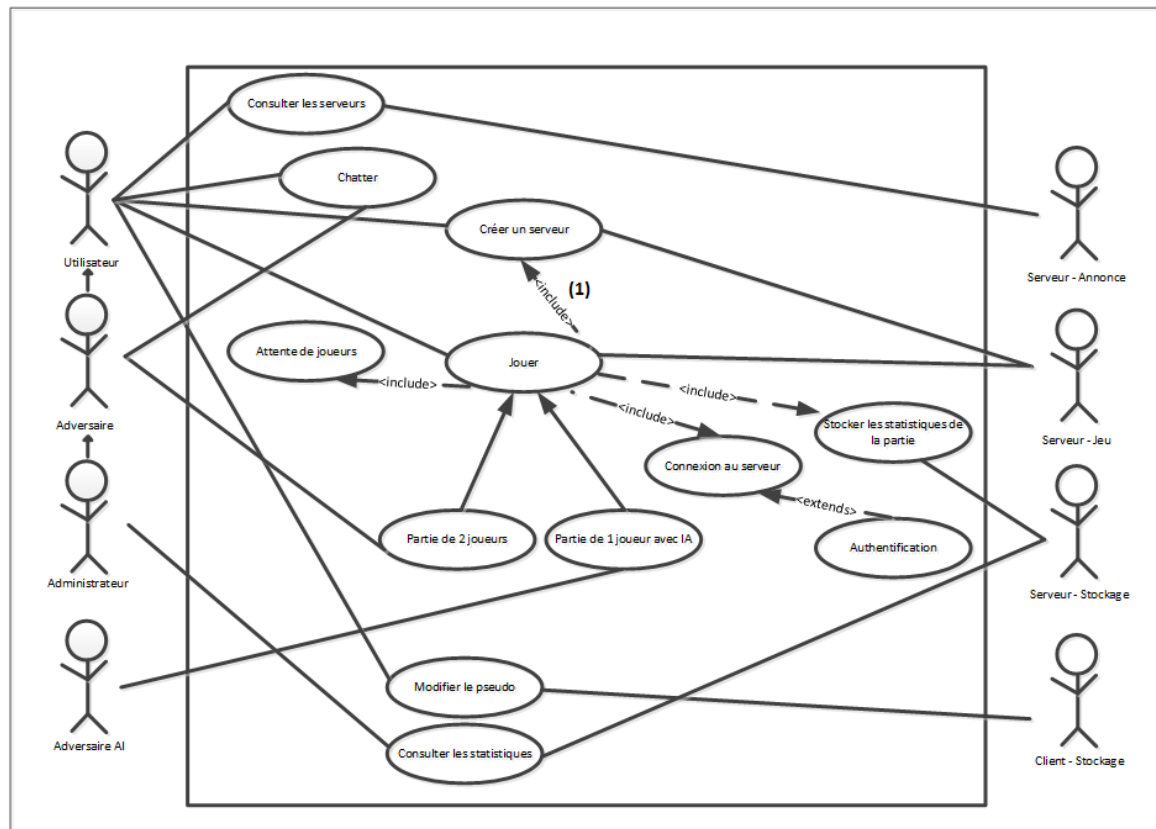 Consulter les serveurs
Chatter
Créer un serveur
Utilisateur
Serveur - Annonce
(1)
<include>
Attente de joueurs
Jouer
<include>
<include>
<include>
Adversaire
Stocker les statistiques de
la partie
Serveur - Jeu
Connexion au serveur
<extends>
Partie de 2 joueurs
Partie de 1 joueur avec IA
Authentification
Administrateur
Serveur - Stockage
Modifier le pseudo
Adversaire AI
Consulter les statistiques
Client - Stockage